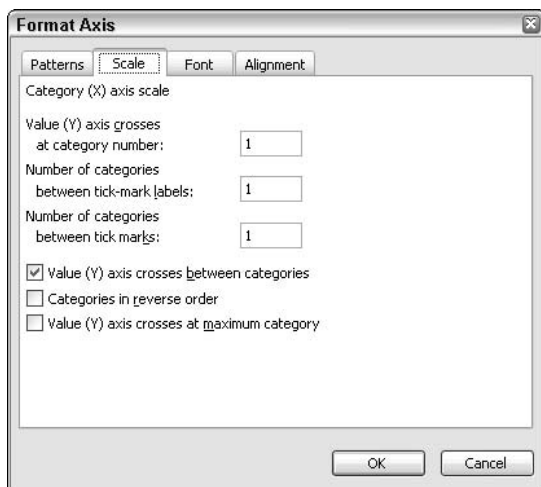 Format Axis
Patterns Scale Font Alignment
Category (X) axis scale
Value (Y) axis crosses
at category number: 1
Number of categories
between tick-mark labels: 1
Number of categories
between tick marks: 1
Value (Y) axis crosses between categories
Categories in reverse order
Value (Y) axis crosses at maximum category
OK Cancel